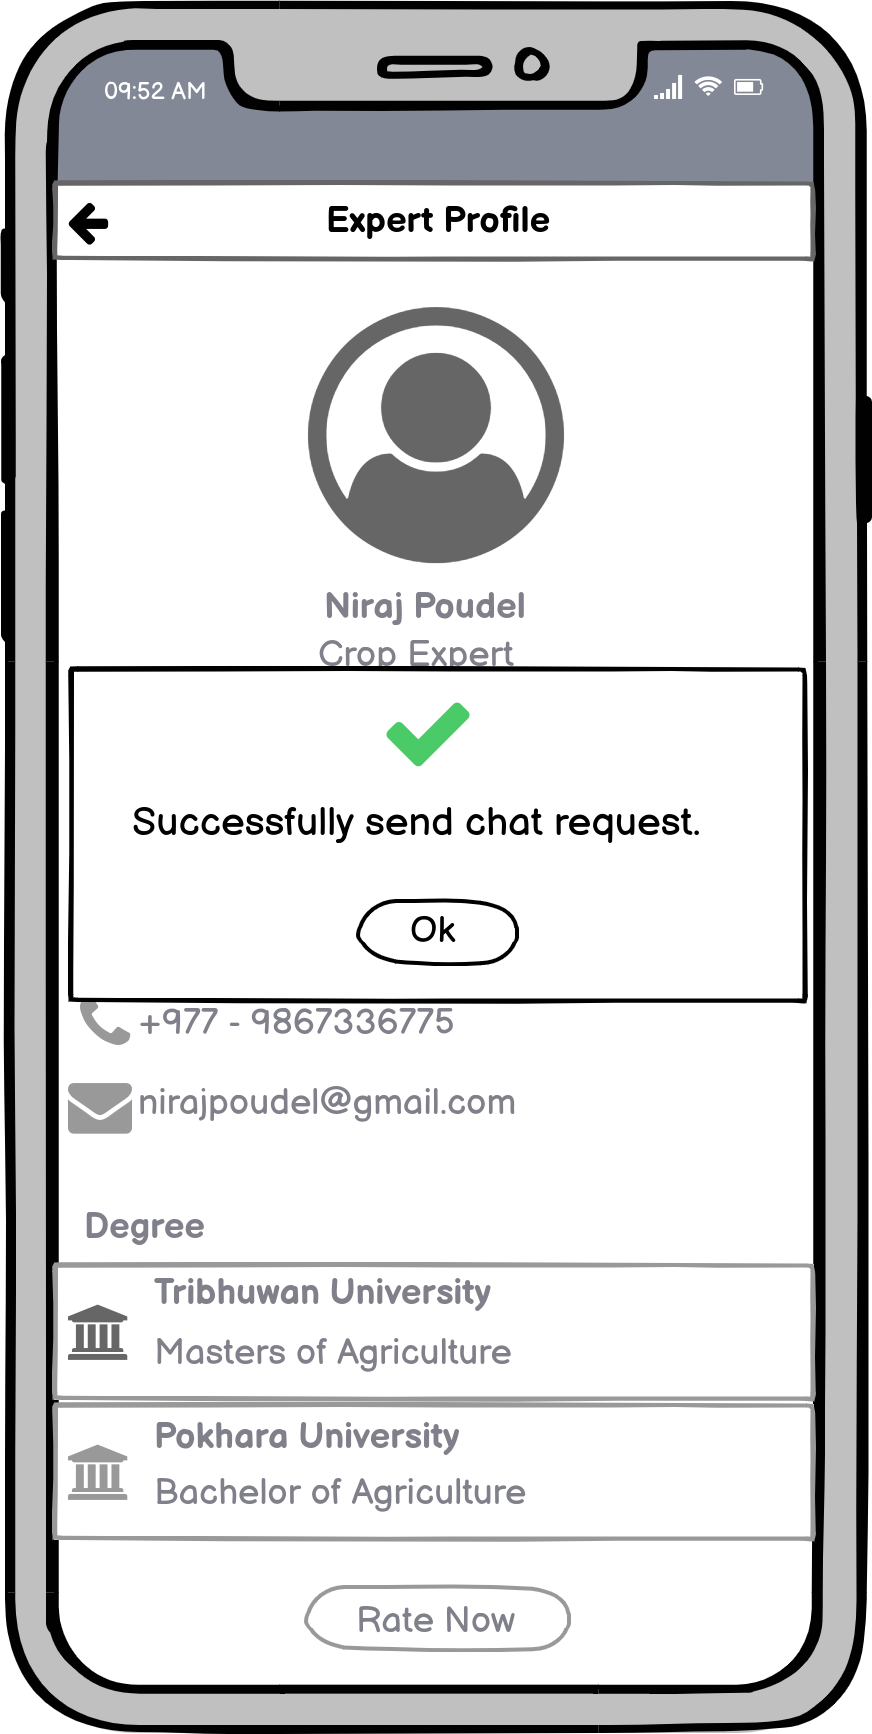 09:52 AM
Expert Profile
Niraj Poudel
Crop Expert
Successfully send chat request.
Ok
+977 - 9867336775
nirajpoudel@gmail.com
Degree
Tribhuwan University
Masters of Agriculture
Pokhara University
Bachelor of Agriculture
Rate Now